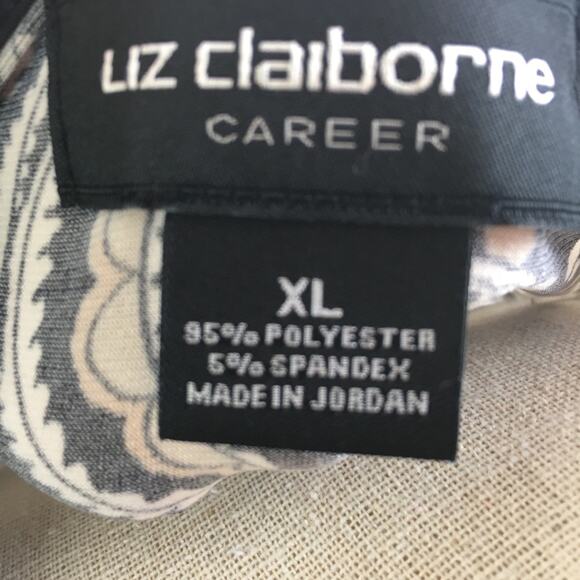 LIZ claiborne
CAREER
XL
95% POLYESTER
5% SPANDEX
MADE IN JORDAN